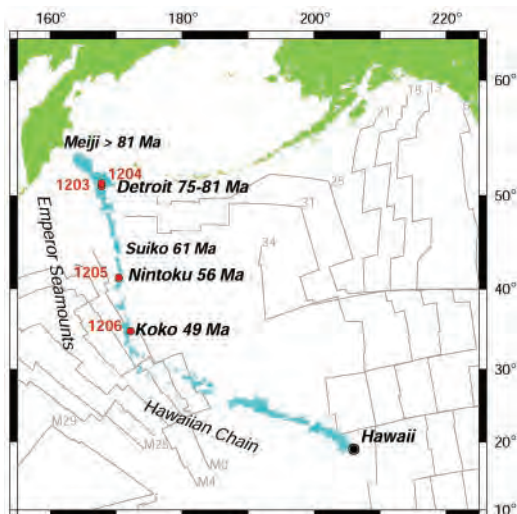 160°
180°
200°
220°
60°
Meiji > 81 Ma
1204
1203
Detroit 75-81 Ma
50°
Emperor Seamounts
Suiko 61 Ma
1205
Nintoku 56 Ma
40°
1206
Koko 49 Ma
30°
Hawaiian Chain
Hawaii
20°
10°
21
18
13
25
31
34
M29
M25
M0
M4